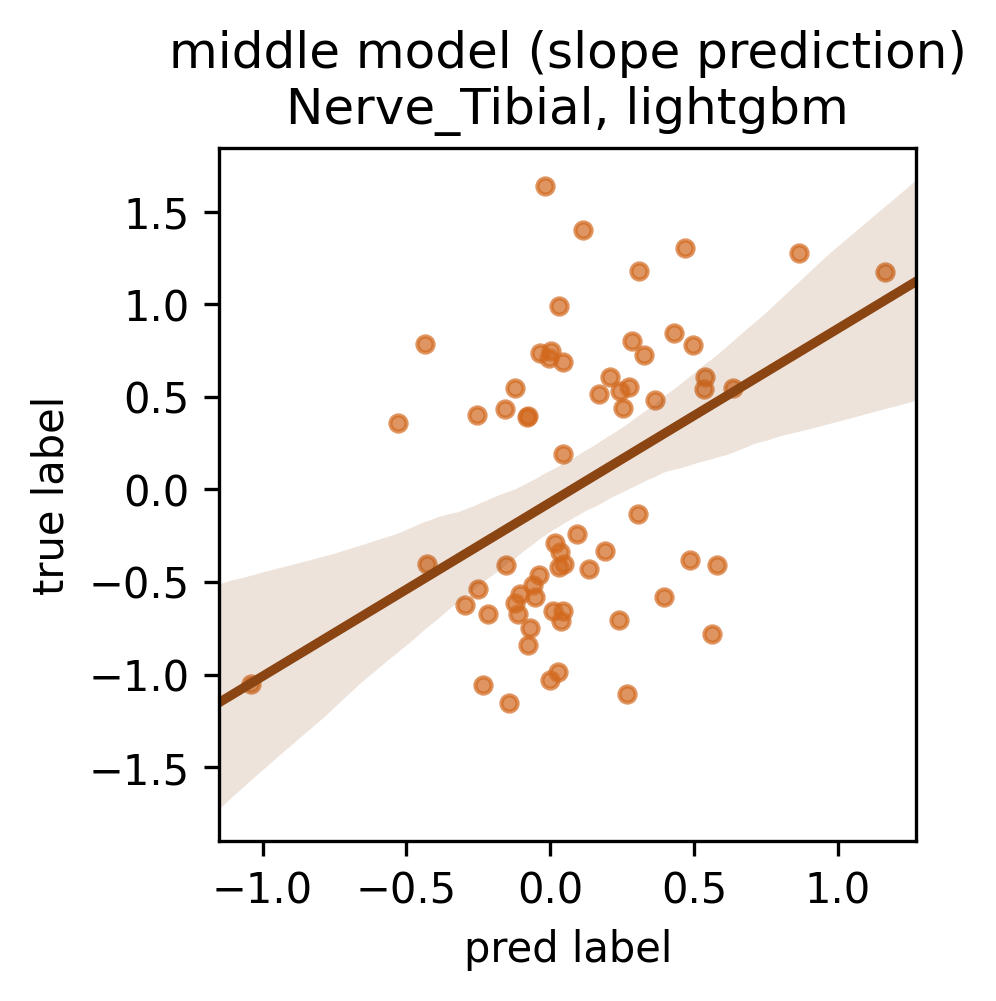 middle model (slope prediction)
Nerve_Tibial, lightgbm
1.5
1.0
0.5
0.0
−0.5
−1.0
−1.5
true label
−1.0 −0.5 0.0 0.5 1.0
pred label